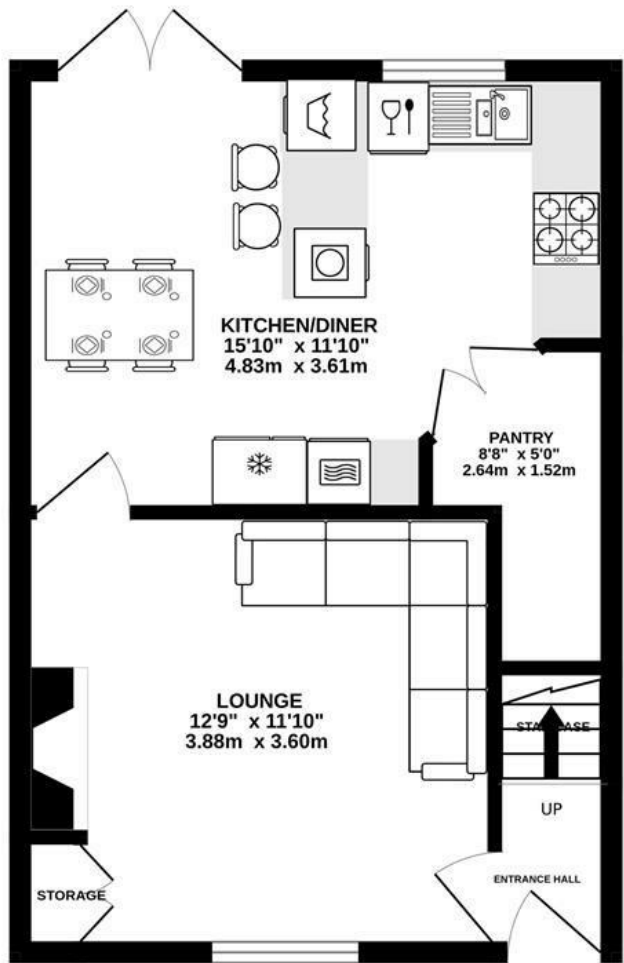 KITCHEN/DINER
15'10" x 11'10"
4.83m x 3.61m
PANTRY
8'8" x 5'0"
2.64m x 1.52m
LOUNGE
12'9" x 11'10"
3.88m x 3.60m
STAIRCASE
UP
ENTRANCE HALL
STORAGE